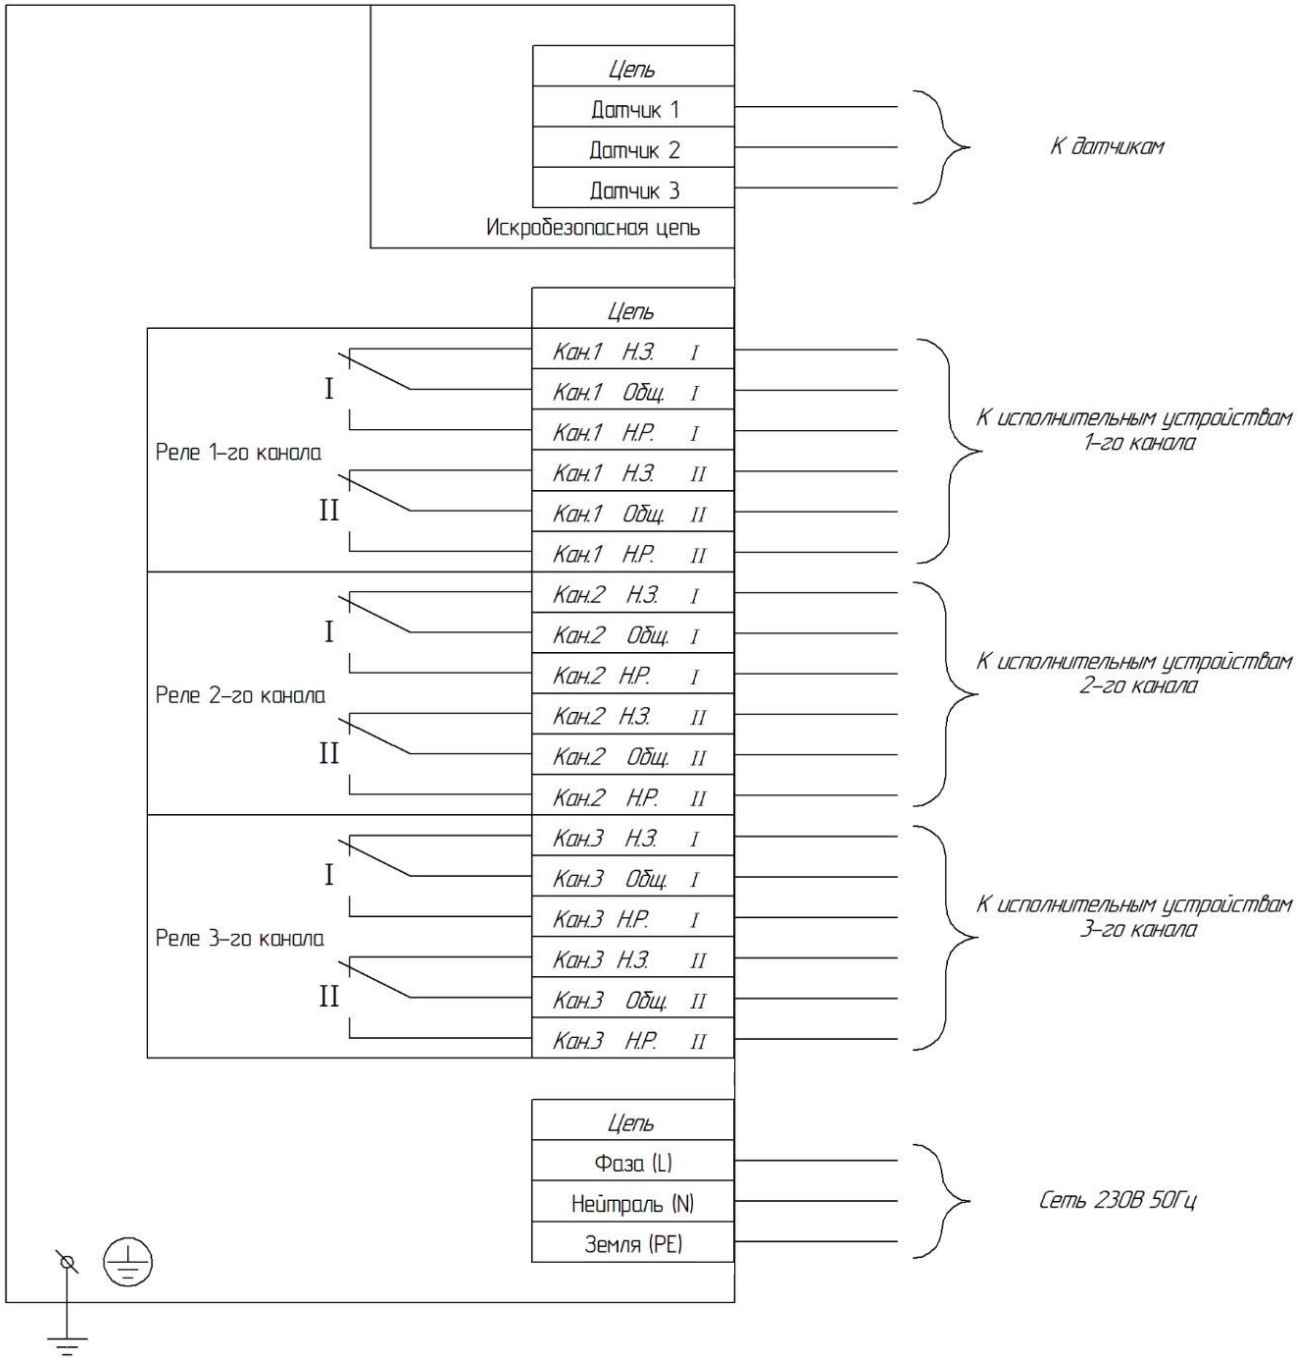 Цепь
Датчик 1
Датчик 2
Датчик 3
К датчикам
Искробезопасная цепь
Цепь
Реле 1-го канала
I
II
Кан.1 Н.З. I
Кан.1 Общ. I
Кан.1 Н.Р. I
Кан.1 Н.З. II
Кан.1 Общ. II
Кан.1 Н.Р. II
К исполнительным устройствам
1-го канала
Реле 2-го канала
I
II
Кан.2 Н.З. I
Кан.2 Общ. I
Кан.2 Н.Р. I
Кан.2 Н.З. II
Кан.2 Общ. II
Кан.2 Н.Р. II
К исполнительным устройствам
2-го канала
Реле 3-го канала
I
II
Кан.3 Н.З. I
Кан.3 Общ. I
Кан.3 Н.Р. I
Кан.3 Н.З. II
Кан.3 Общ. II
Кан.3 Н.Р. II
К исполнительным устройствам
3-го канала
Цепь
Фаза (L)
Нейтраль (N)
Земля (PE)
Сеть 230В 50Гц